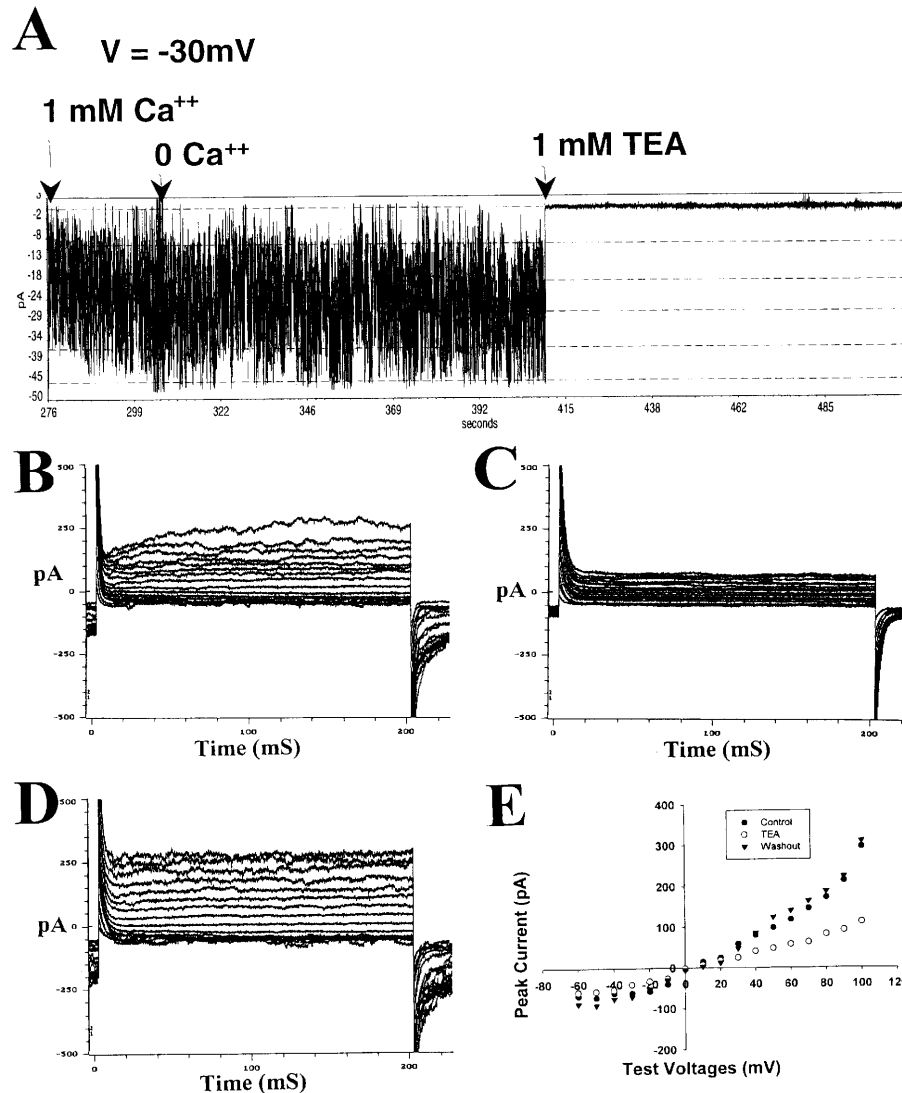 A
V = -30mV
1 mM Ca++
0 Ca++
1 mM TEA
-2
-8
-13
-18
-24
-29
-34
-39
-45
-50
pA
276 299 322 346 369 392 415 438 462 485
seconds
B
500
250
0
-250
-500
pA
0 100 200
Time (mS)
C
500
250
0
-250
-500
pA
0 100 200
Time (mS)
D
500
250
0
-250
-500
pA
0 100 200
Time (mS)
E
400
300
200
100
0
-100
-200
Peak Current (pA)
Control
TEA
Washout
-80 -60 -40 -20 0 20 40 60 80 100 120
Test Voltages (mV)